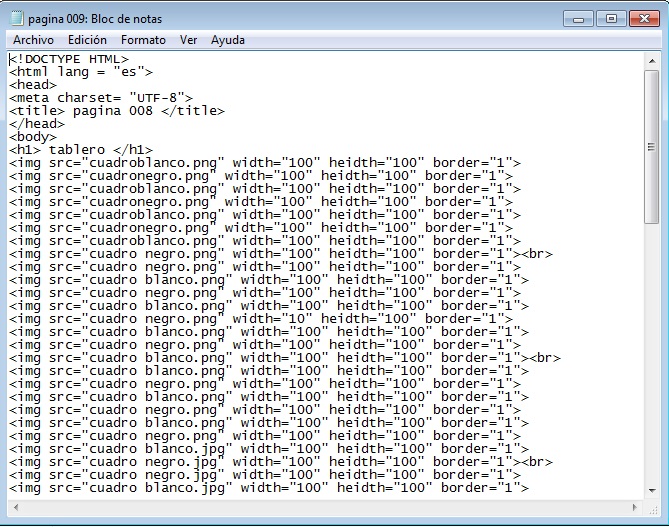 pagina 009: Bloc de notas
Archivo Edición Formato Ver Ayuda
<!DOCTYPE HTML>
<html lang = "es">
<head>
<meta charset= "UTF-8">
<title> pagina 008 </title>
</head>
<body>
<h1> tablero </h1>
<img src="cuadroblanco.png" width="100" heidth="100" border="1">
<img src="cuadronegro.png" width="100" heidth="100" border="1">
<img src="cuadroblanco.png" width="100" heidth="100" border="1">
<img src="cuadronegro.png" width="100" heidth="100" border="1">
<img src="cuadroblanco.png" width="100" heidth="100" border="1">
<img src="cuadronegro.png" width="100" heidth="100" border="1">
<img src="cuadroblanco.png" width="100" heidth="100" border="1">
<img src="cuadro negro.png" width="100" heidth="100" border="1"><br>
<img src="cuadro negro.png" width="100" heidth="100" border="1">
<img src="cuadro blanco.png" width="100" heidth="100" border="1">
<img src="cuadro negro.png" width="100" heidth="100" border="1">
<img src="cuadro blanco.png" width="100" heidth="100" border="1">
<img src="cuadro negro.png" width="10" heidth="100" border="1">
<img src="cuadro blanco.png" width="100" heidth="100" border="1">
<img src="cuadro negro.png" width="100" heidth="100" border="1">
<img src="cuadro blanco.png" width="100" heidth="100" border="1"><br>
<img src="cuadro blanco.png" width="100" heidth="100" border="1">
<img src="cuadro negro.png" width="100" heidth="100" border="1">
<img src="cuadro blanco.png" width="100" heidth="100" border="1">
<img src="cuadro negro.png" width="100" heidth="100" border="1">
<img src="cuadro blanco.png" width="100" heidth="100" border="1">
<img src="cuadro negro.png" width="100" heidth="100" border="1">
<img src="cuadro blanco.jpg" width="100" heidth="100" border="1">
<img src="cuadro negro.jpg" width="100" heidth="100" border="1"><br>
<img src="cuadro negro.jpg" width="100" heidth="100" border="1">
<img src="cuadro blanco.jpg" width="100" heidth="100" border="1">